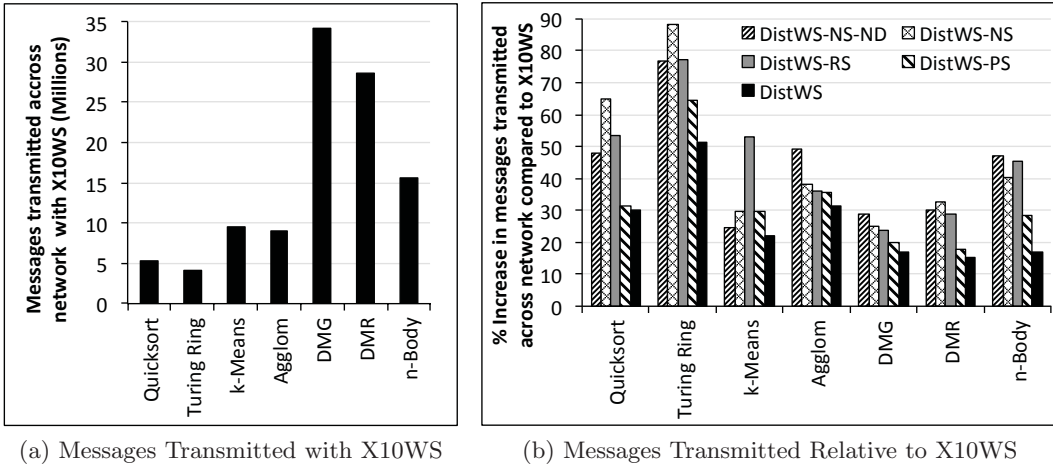 Messages transmitted accross
network with X10WS (Millions)
35
30
25
20
15
10
5
0
Quicksort
Turing Ring
k-Means
Agglom
DMG
DMR
n-Body
(a) Messages Transmitted with X10WS
% Increase in messages transmitted
across network compared to X10WS
90
80
70
60
50
40
30
20
10
0
DistWS-NS-ND
DistWS-NS
DistWS-RS
DistWS-PS
DistWS
Quicksort
Turing Ring
k-Means
Agglom
DMG
DMR
n-Body
(b) Messages Transmitted Relative to X10WS